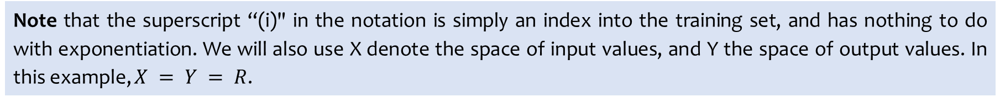 Note that the superscript “(i)" in the notation is simply an index into the training set, and has nothing to do
with exponentiation. We will also use X denote the space of input values, and Y the space of output values. In
this example, X = Y = R.